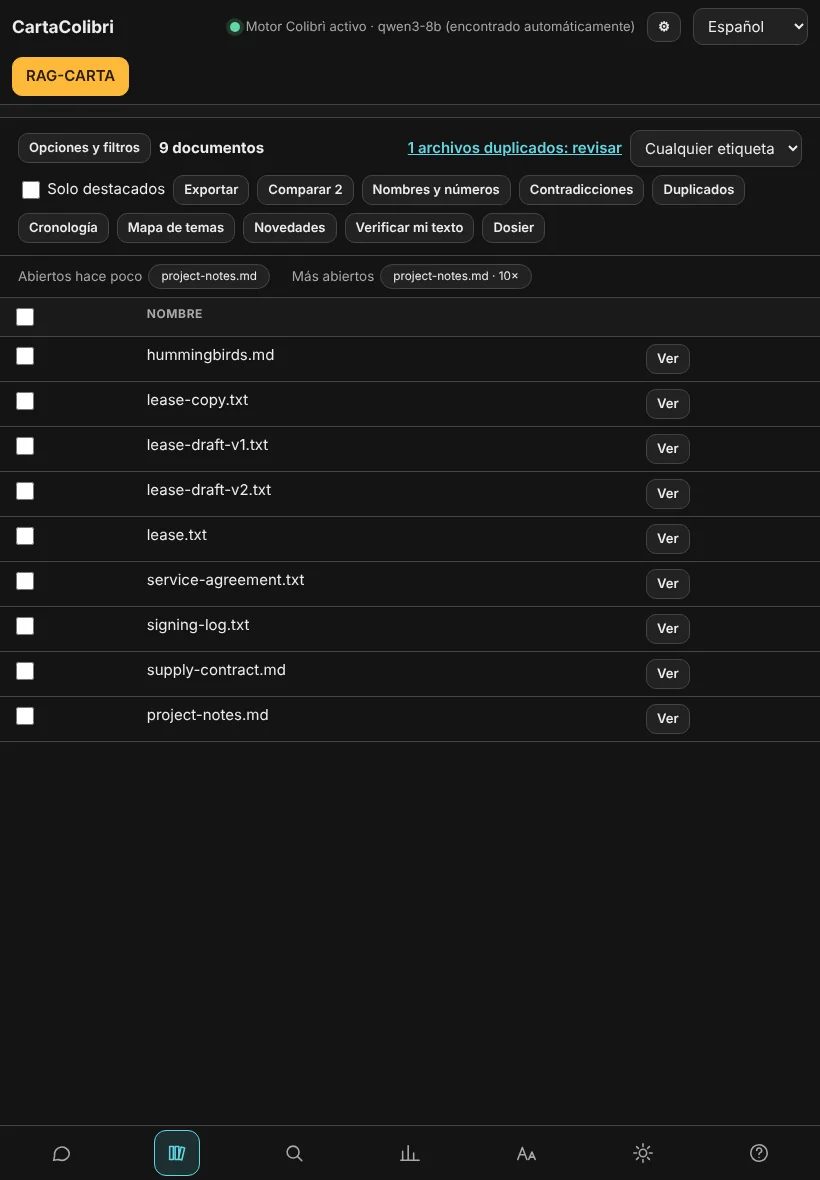 CartaColibri
Motor Colibrì activo · qwen3-8b (encontrado automáticamente)
Español
RAG-CARTA
Opciones y filtros
9 documentos
1 archivos duplicados: revisar
Cualquier etiqueta
Solo destacados
Exportar
Comparar 2
Nombres y números
Contradicciones
Duplicados
Cronología
Mapa de temas
Novedades
Verificar mi texto
Dosier
Abiertos hace poco
project-notes.md
Más abiertos
project-notes.md · 10×
NOMBRE
hummingbirds.md
Ver
lease-copy.txt
Ver
lease-draft-v1.txt
Ver
lease-draft-v2.txt
Ver
lease.txt
Ver
service-agreement.txt
Ver
signing-log.txt
Ver
supply-contract.md
Ver
project-notes.md
Ver
AA